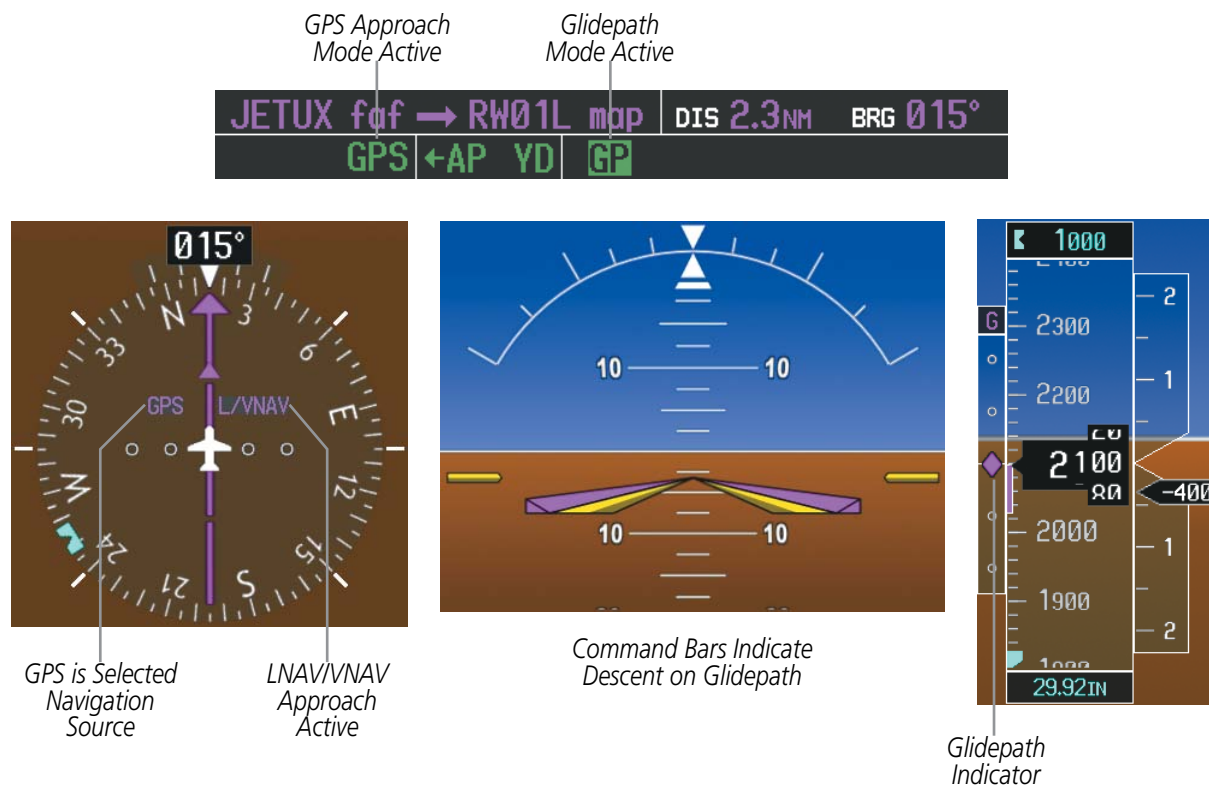 GPS Approach
Mode Active
Glidepath
Mode Active
JETUX faf → RW01L map DIS 2.3NM BRG 015°
GPS ←AP YD GP
015°
N 3 6 E 12 15 S 21 24 W 30 33
GPS L/VNAV
10 10
10 10
1000
G
2300
2200
20
2100
80
2000
1900
29.92IN
2
1
-400
1
2
GPS is Selected
Navigation
Source
LNAV/VNAV
Approach
Active
Command Bars Indicate
Descent on Glidepath
Glidepath
Indicator